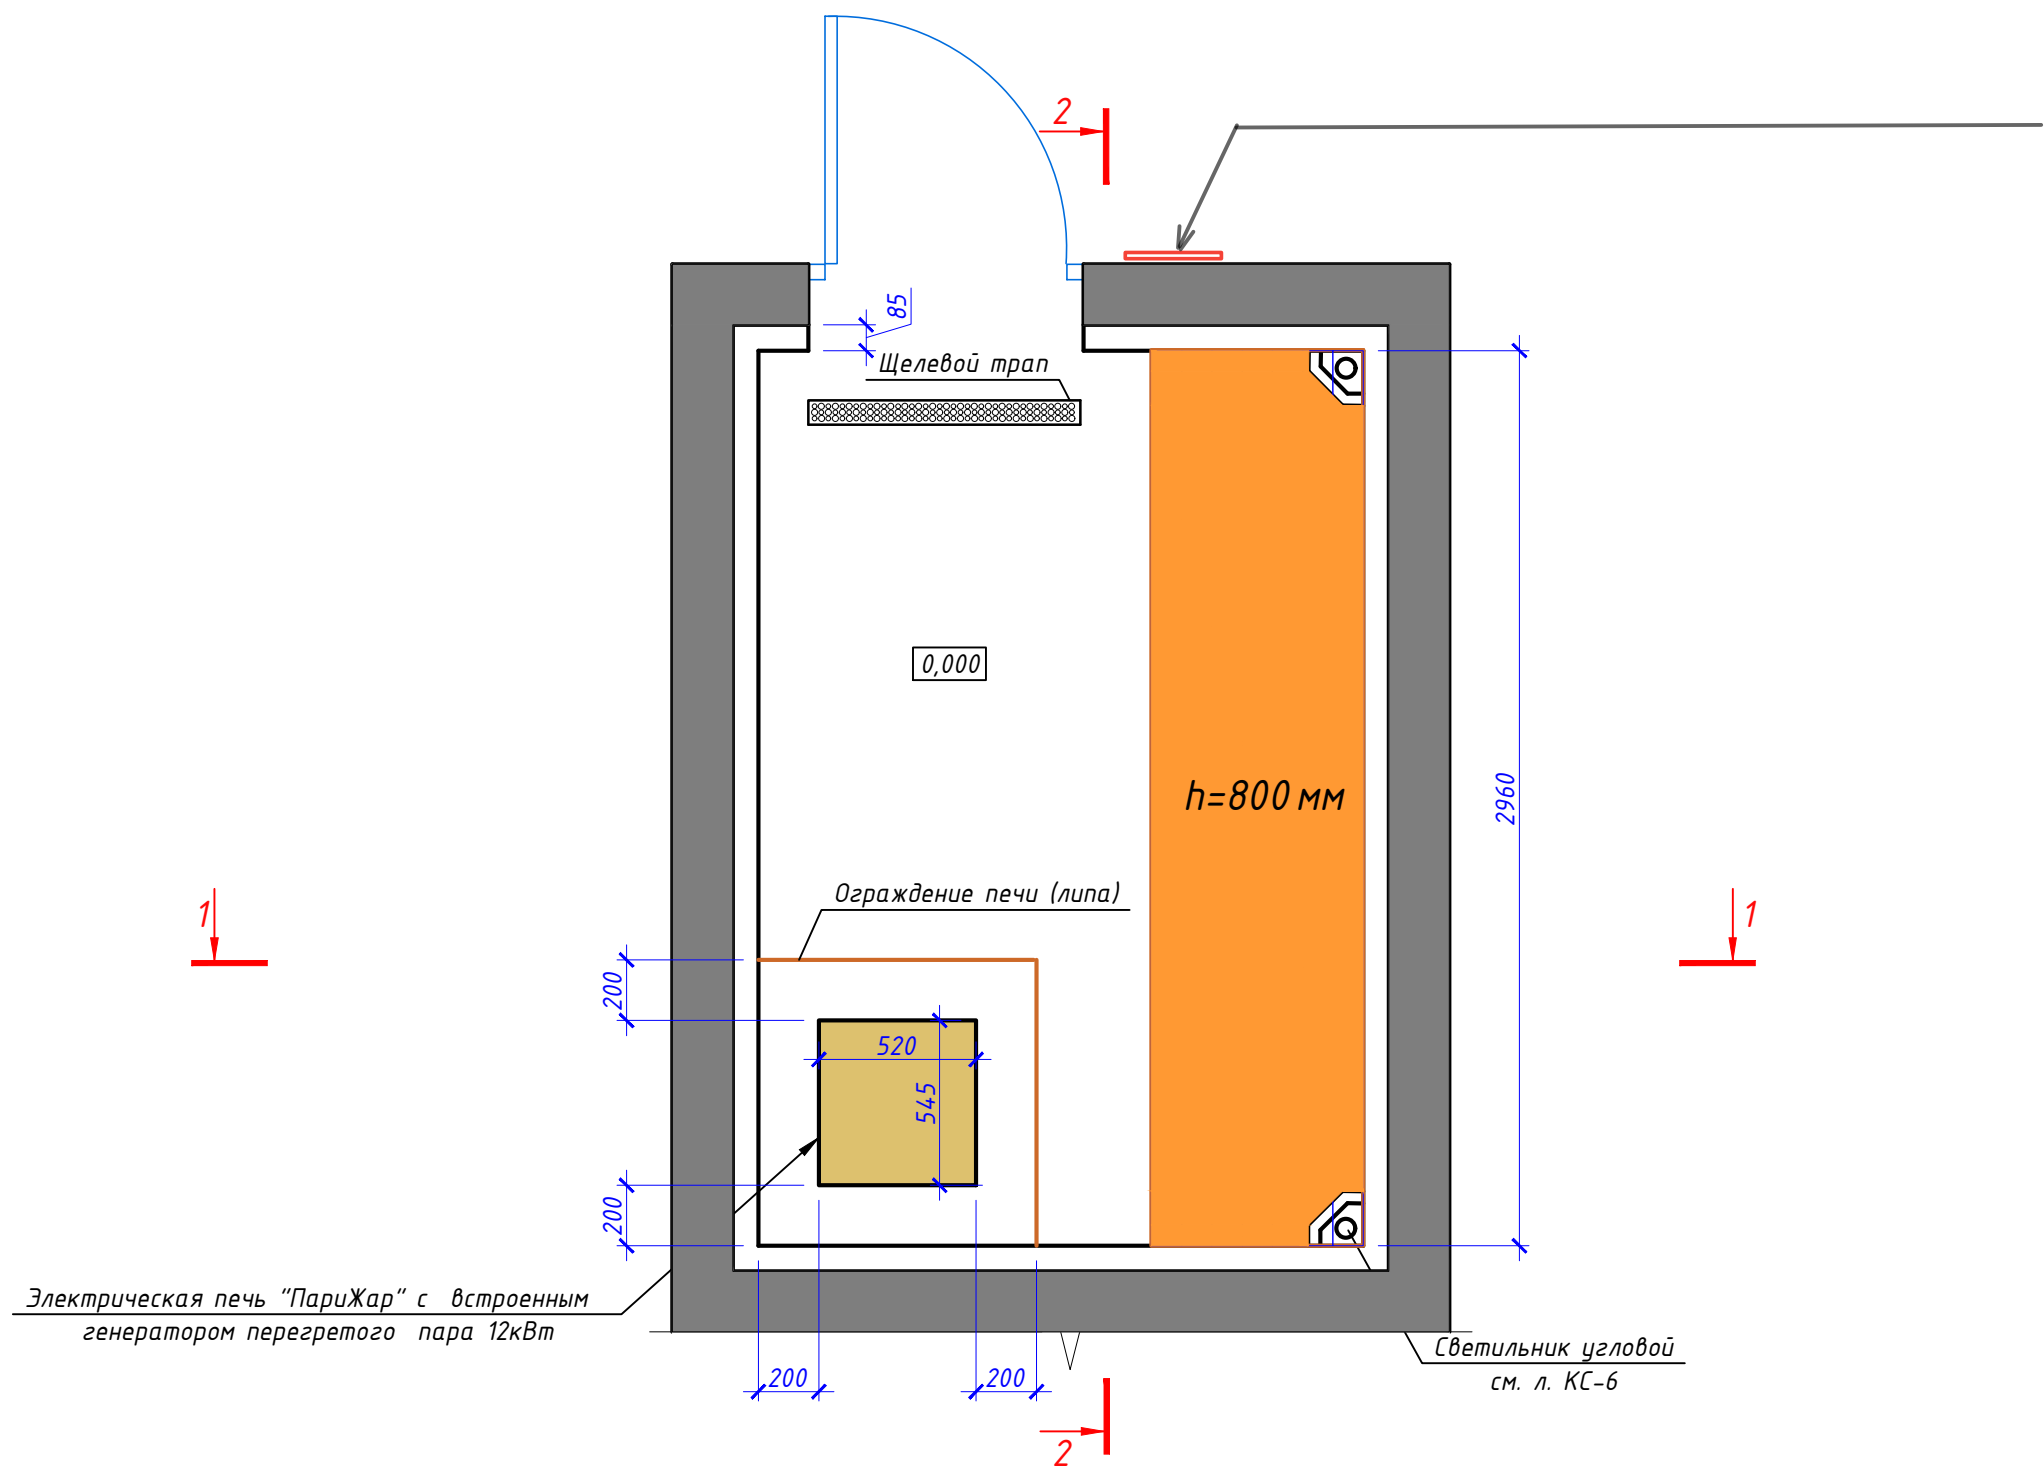 2
85
Щелевой трап
0,000
h=800 мм
2960
Ограждение печи (липа)
1
1
200
520
545
200
Электрическая печь "ПариЖар" с встроенным
генератором перегретого пара 12кВт
Светильник угловой
см. л. КС-6
200
200
2